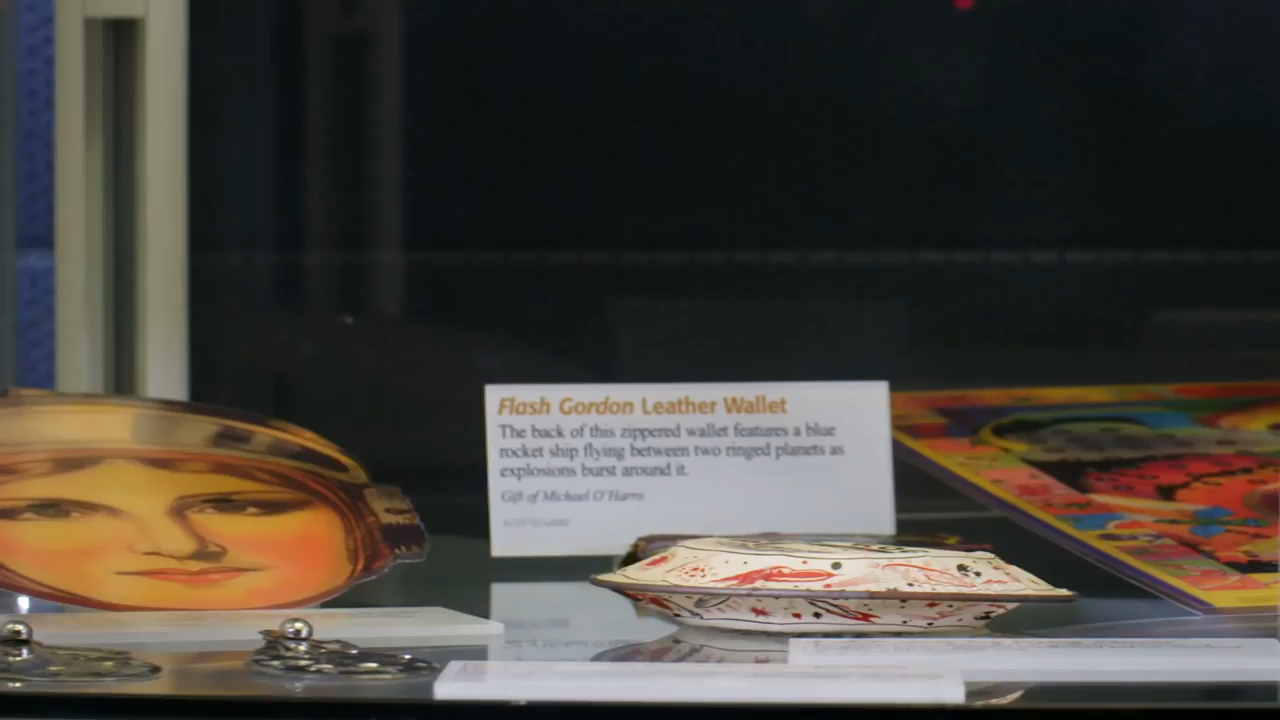 Flash Gordon Leather Wallet
The back of this zippered wallet features a blue
rocket ship flying between two ringed planets as
explosions burst around it.
Gift of Michael O'Harro